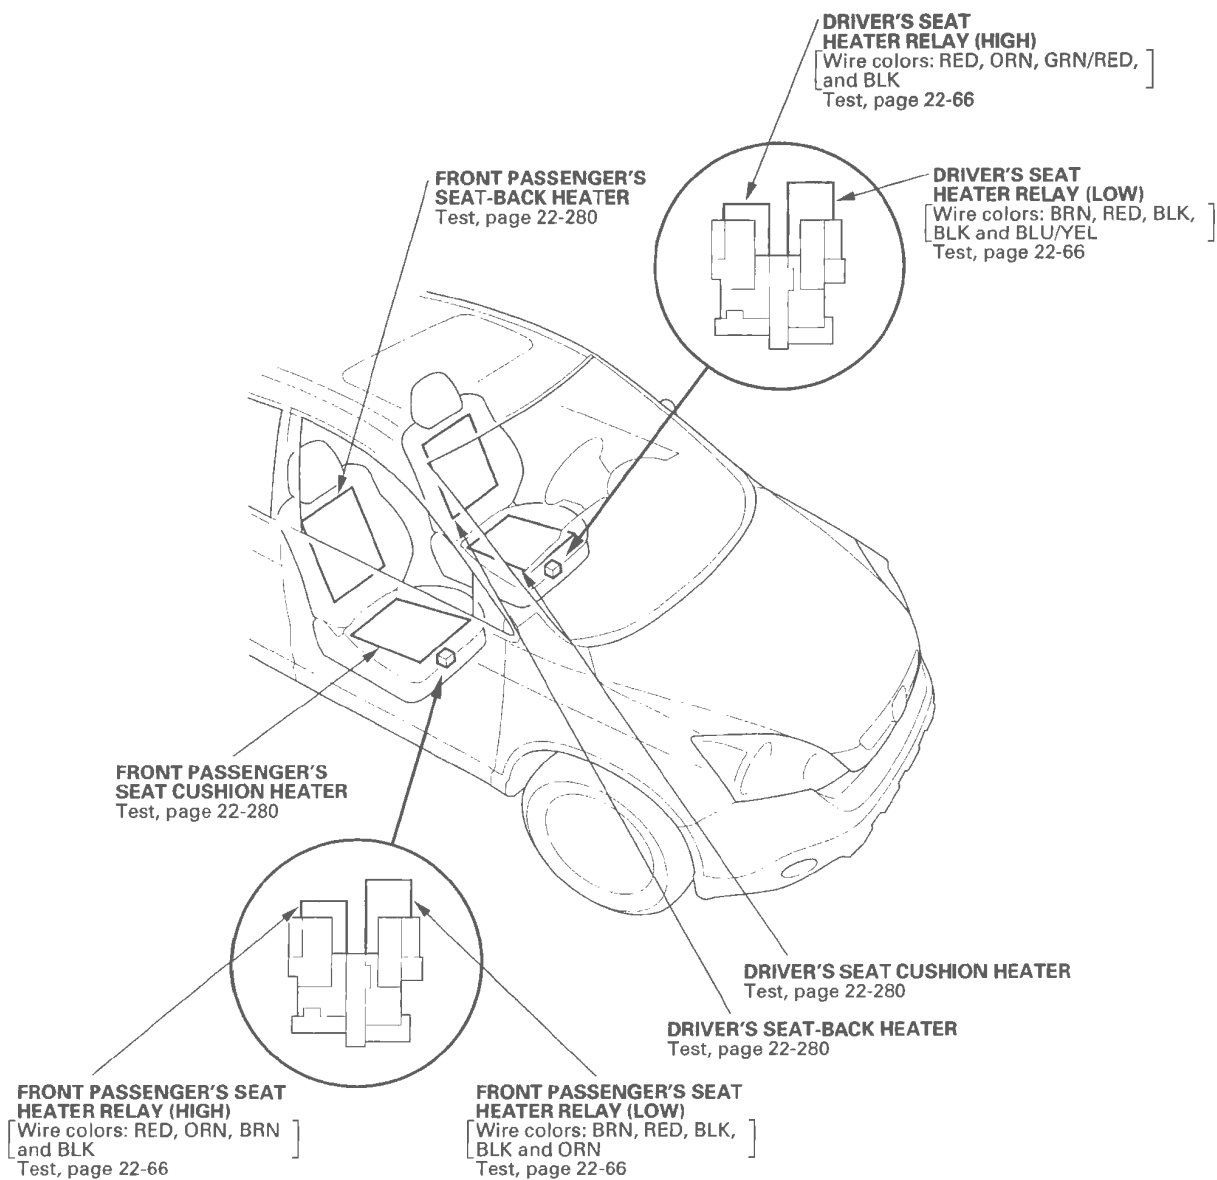 DRIVER'S SEAT
HEATER RELAY (HIGH)
[Wire colors: RED, ORN, GRN/RED,
and BLK]
Test, page 22-66
FRONT PASSENGER'S
SEAT-BACK HEATER
Test, page 22-280
DRIVER'S SEAT
HEATER RELAY (LOW)
[Wire colors: BRN, RED, BLK,
BLK and BLU/YEL]
Test, page 22-66
FRONT PASSENGER'S
SEAT CUSHION HEATER
Test, page 22-280
DRIVER'S SEAT CUSHION HEATER
Test, page 22-280
DRIVER'S SEAT-BACK HEATER
Test, page 22-280
FRONT PASSENGER'S SEAT
HEATER RELAY (HIGH)
[Wire colors: RED, ORN, BRN
and BLK]
Test, page 22-66
FRONT PASSENGER'S SEAT
HEATER RELAY (LOW)
[Wire colors: BRN, RED, BLK,
BLK and ORN]
Test, page 22-66